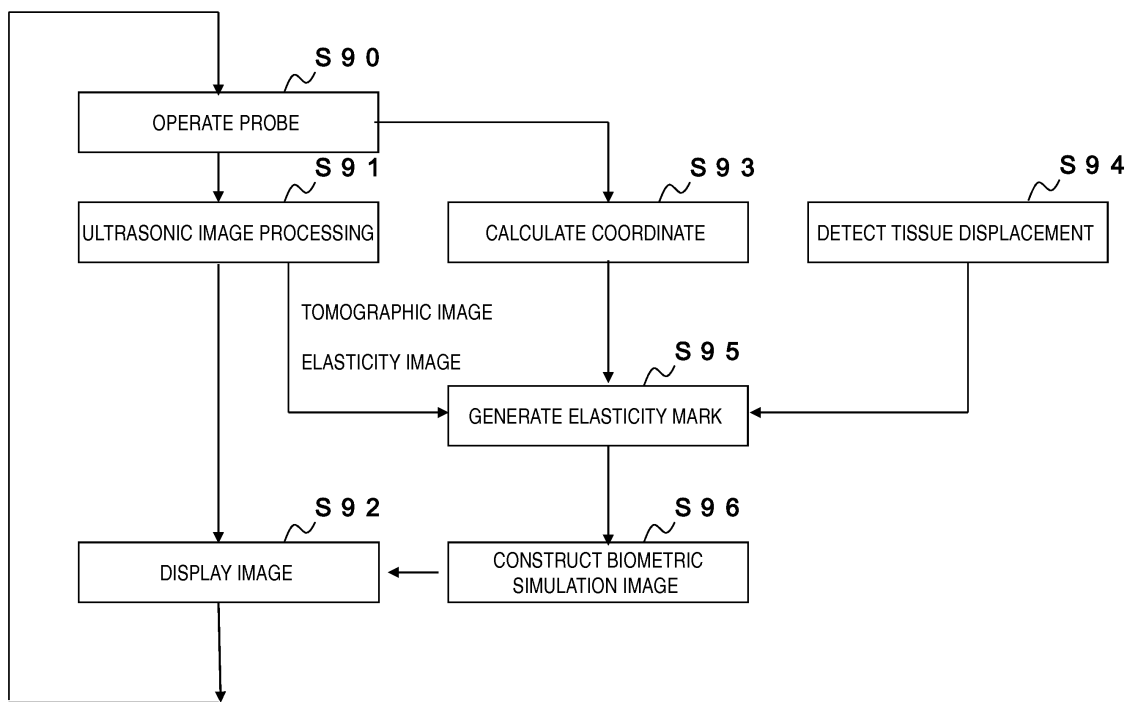 S90
OPERATE PROBE
S91
S93
S94
ULTRASONIC IMAGE PROCESSING
CALCULATE COORDINATE
DETECT TISSUE DISPLACEMENT
TOMOGRAPHIC IMAGE
ELASTICITY IMAGE
S95
GENERATE ELASTICITY MARK
S92
S96
DISPLAY IMAGE
CONSTRUCT BIOMETRIC
SIMULATION IMAGE